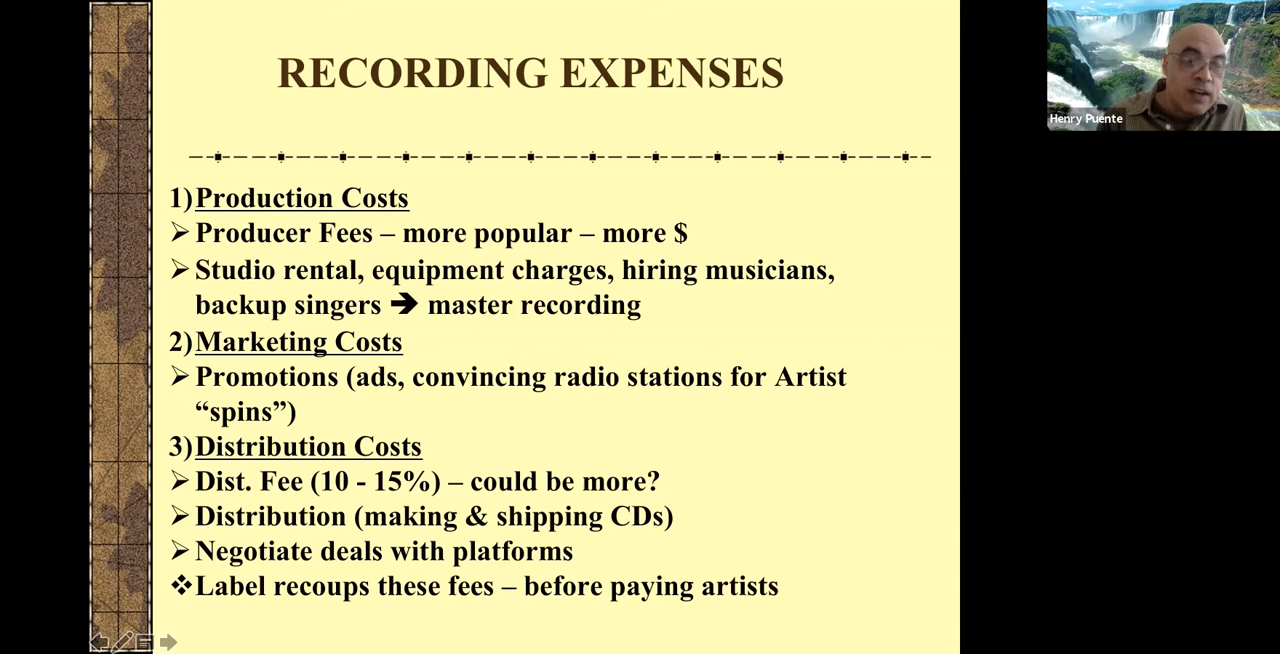 RECORDING EXPENSES
1) Production Costs
➢ Producer Fees – more popular – more $
➢ Studio rental, equipment charges, hiring musicians,
backup singers ➔ master recording
2) Marketing Costs
➢ Promotions (ads, convincing radio stations for Artist
“spins”)
3) Distribution Costs
➢ Dist. Fee (10 - 15%) – could be more?
➢ Distribution (making & shipping CDs)
➢ Negotiate deals with platforms
❖ Label recoups these fees – before paying artists
Henry Puente